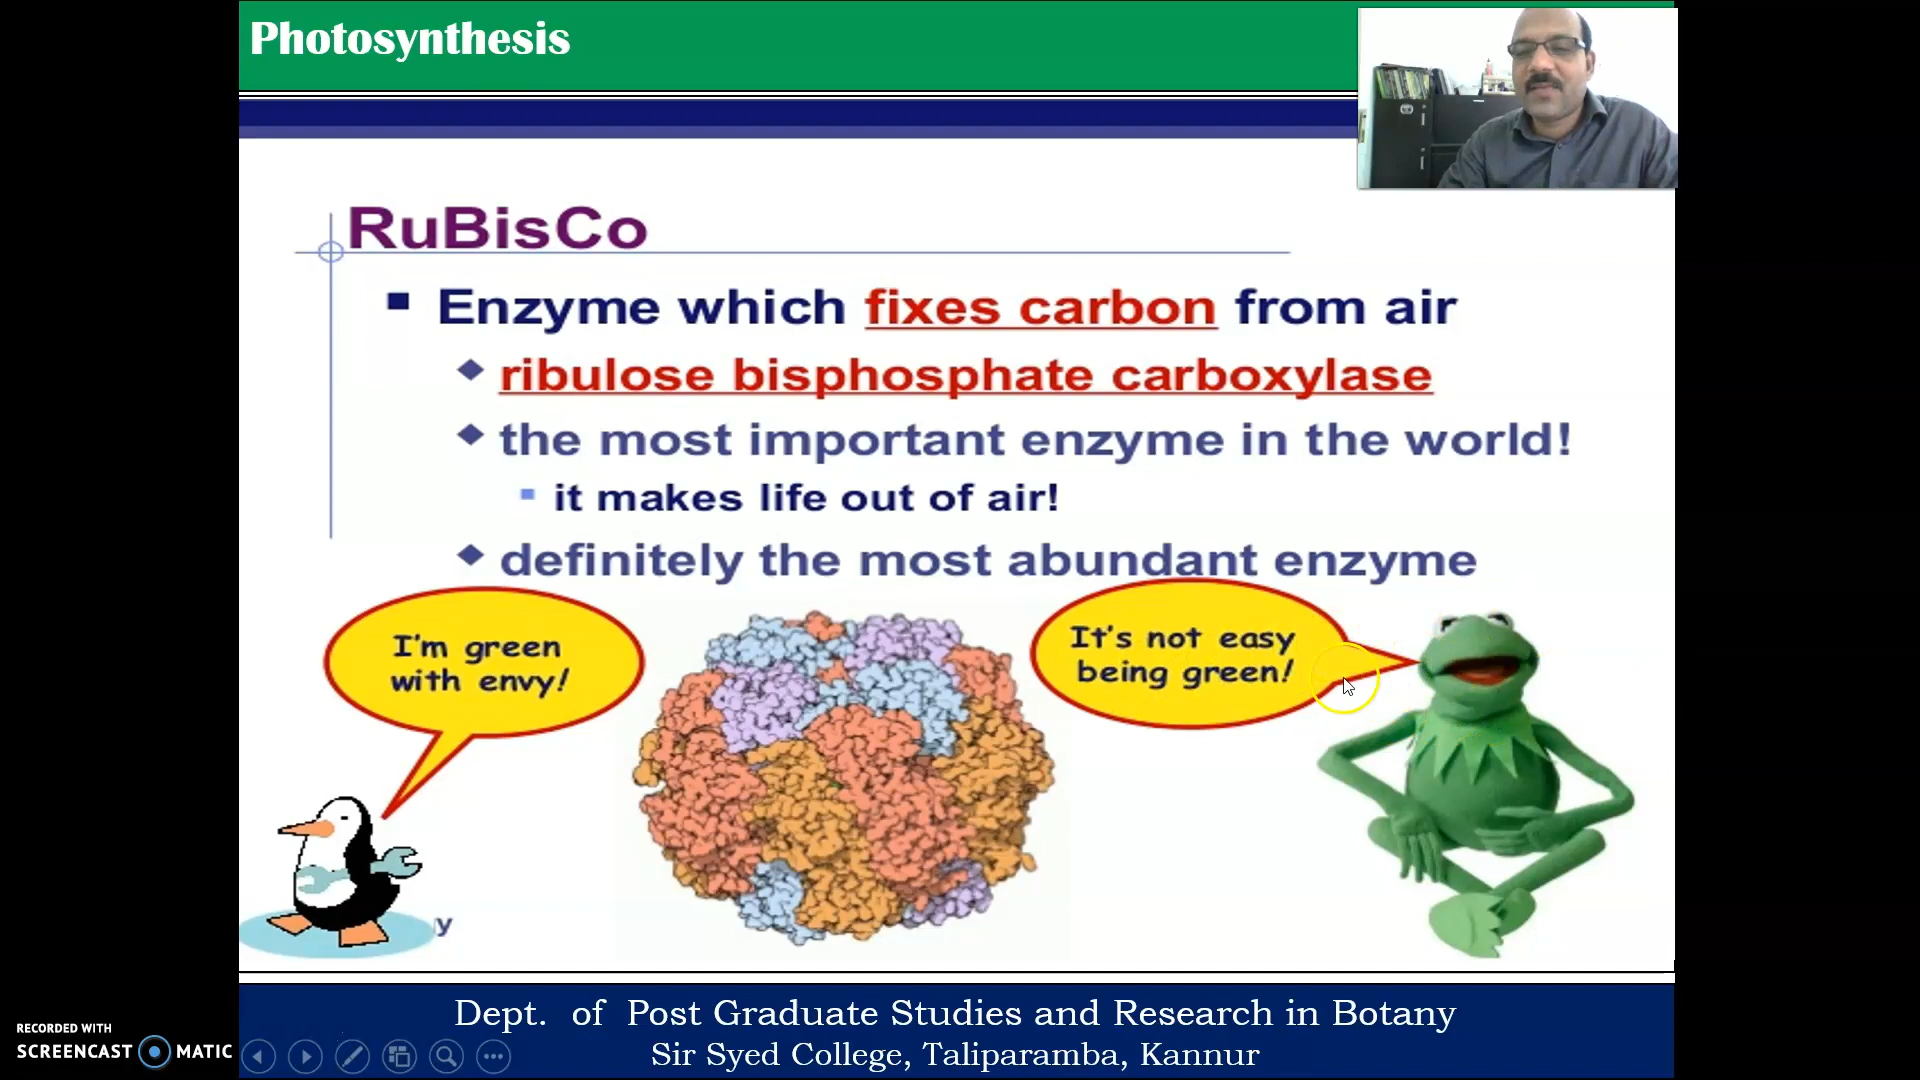 Photosynthesis
RuBisCo
Enzyme which fixes carbon from air
ribulose bisphosphate carboxylase
the most important enzyme in the world!
it makes life out of air!
definitely the most abundant enzyme
I'm green
with envy!
It's not easy
being green!
y
Dept. of Post Graduate Studies and Research in Botany
Sir Syed College, Taliparamba, Kannur
RECORDED WITH
SCREENCAST MATIC